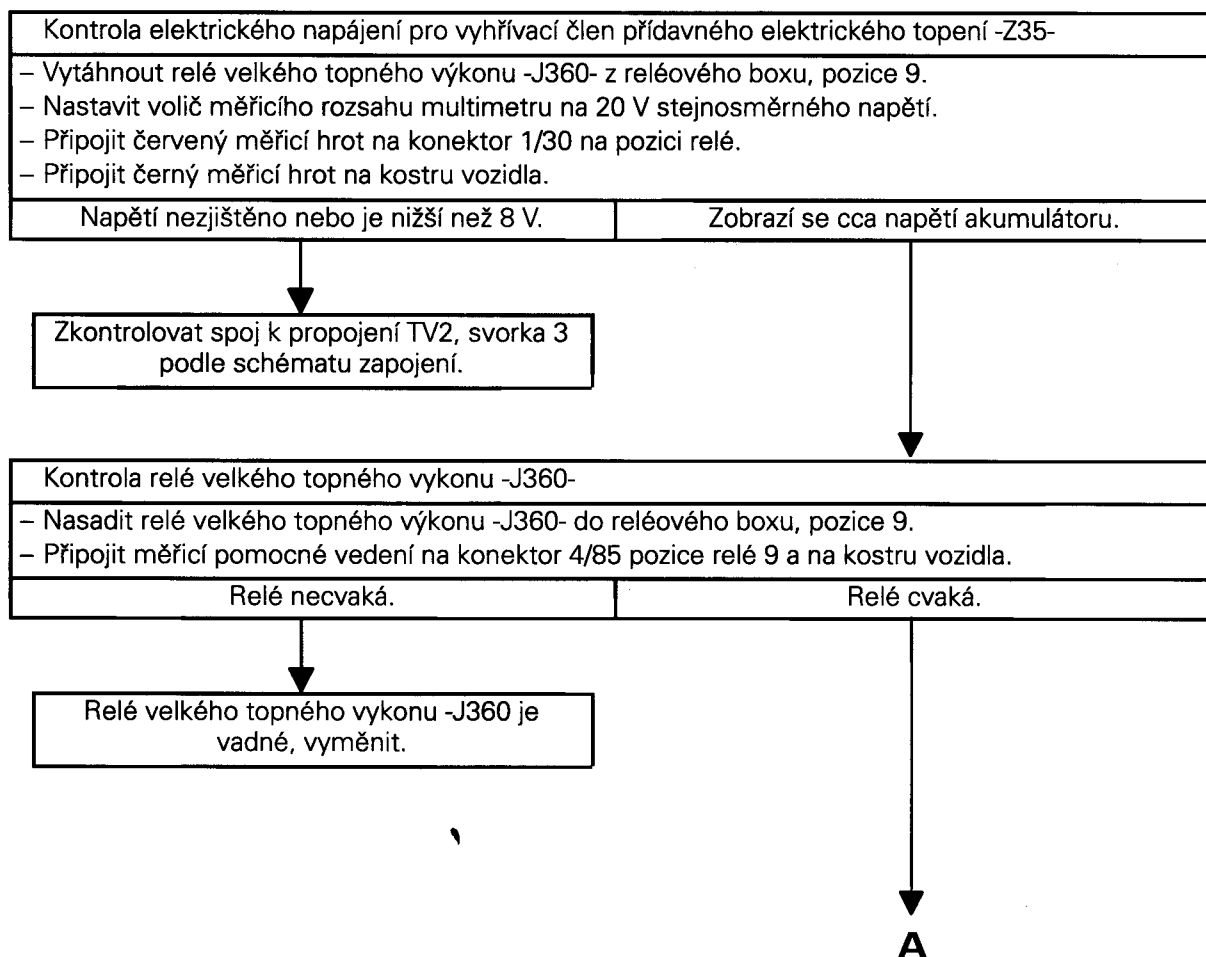 Kontrola elektrického napájení pro vyhřívací člen přídavného elektrického topení -Z35-
– Vytáhnout relé velkého topného výkonu -J360- z reléového boxu, pozice 9.
– Nastavit volič měřicího rozsahu multimetru na 20 V stejnosměrného napětí.
– Připojit červený měřicí hrot na konektor 1/30 na pozici relé.
– Připojit černý měřicí hrot na kostru vozidla.
Napětí nezjištěno nebo je nižší než 8 V.
Zobrazí se cca napětí akumulátoru.
Zkontrolovat spoj k propojení TV2, svorka 3
podle schématu zapojení.
Kontrola relé velkého topného vykonu -J360-
– Nasadit relé velkého topného výkonu -J360- do reléového boxu, pozice 9.
– Připojit měřicí pomocné vedení na konektor 4/85 pozice relé 9 a na kostru vozidla.
Relé necvaká.
Relé cvaká.
Relé velkého topného vykonu -J360 je
vadné, vyměnit.
A